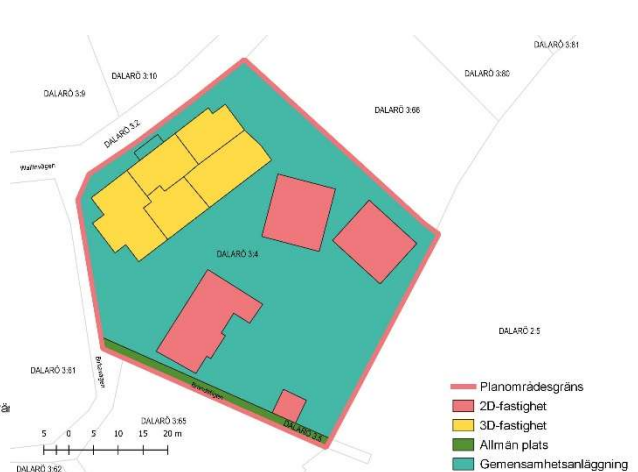 DALARÖ 3:81
DALARÖ 3:10
DALARÖ 3:80
DALARÖ 3:9
DALARÖ 3:66
DALARÖ 3:2
Wallinvägen
DALARÖ 3:4
DALARÖ 2:5
DALARÖ 3:61
Planområdesgräns
2D-fastighet
DALARÖ 3:65
3D-fastighet
DALARÖ 3:5
Allmän plats
5 0 5 10 15 20 m
Gemensamhetsanläggning
DALARÖ 3:62